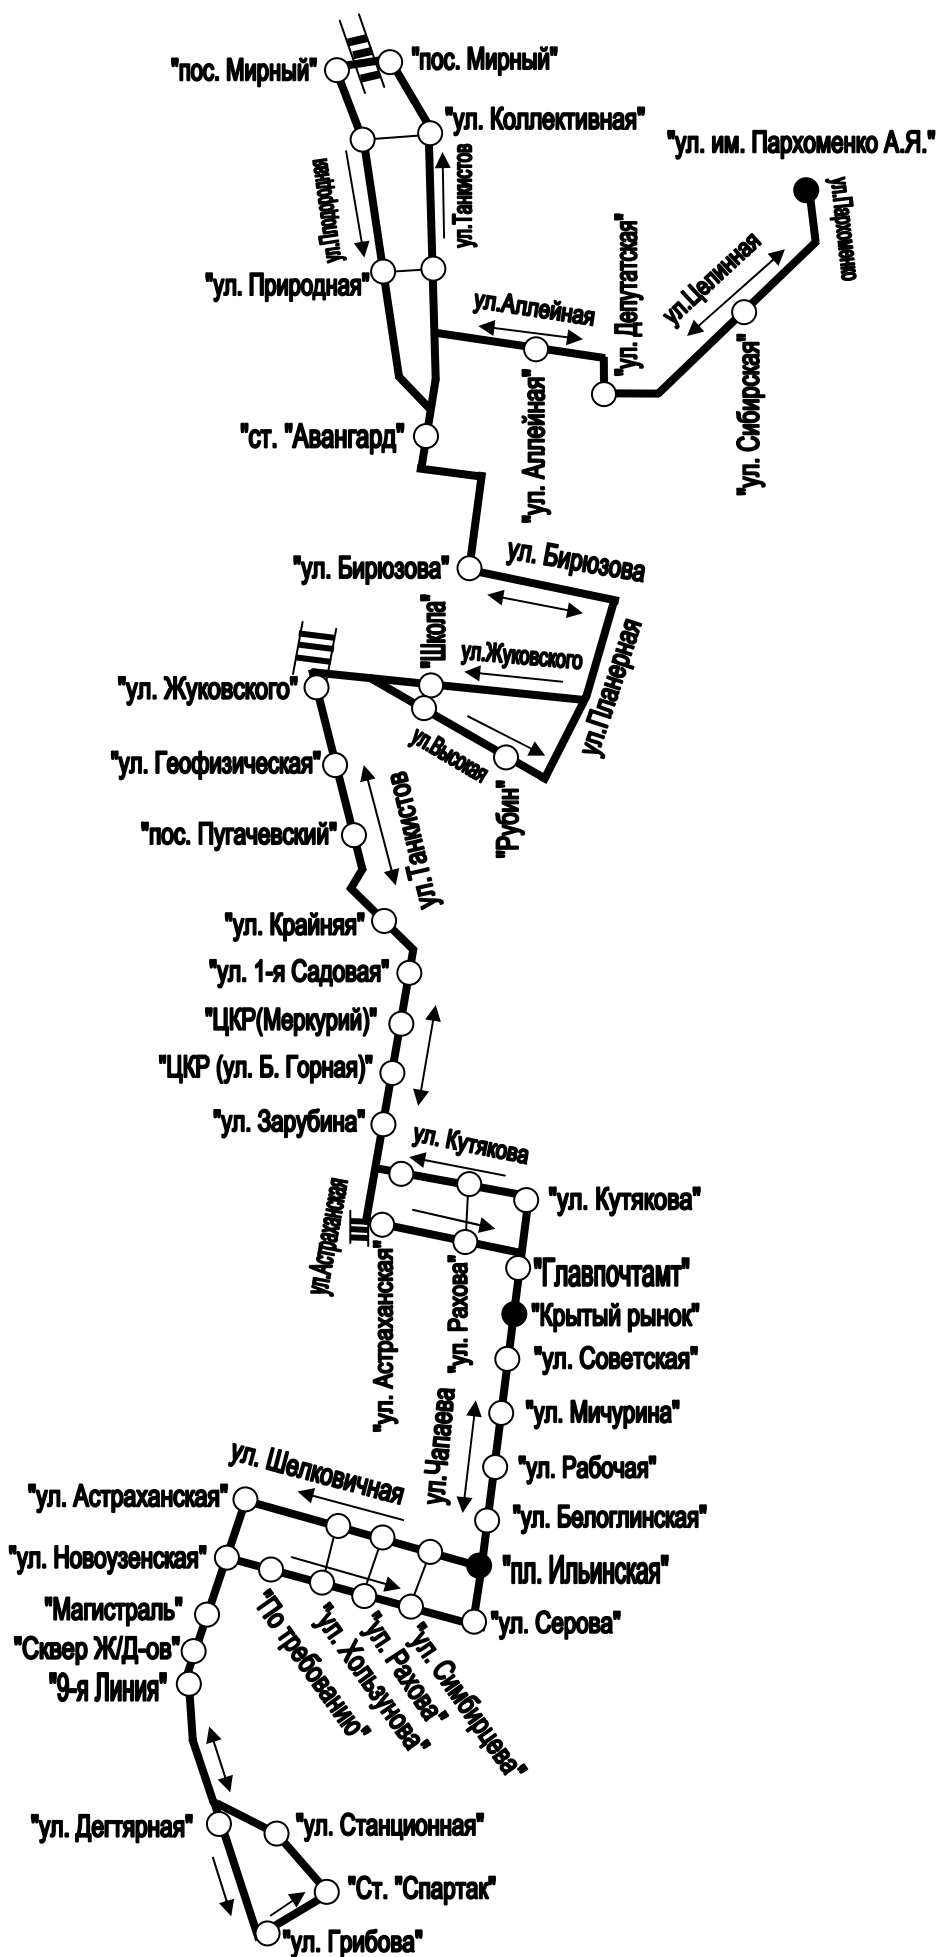 "пос. Мирный"
"пос. Мирный"
"ул. Коллективная"
"ул. им. Пархоменко А.Я."
ул.Плодородная
ул.Танкистов
ул.Пархоменко
"ул. Природная"
ул.Аллейная
"ул. Депутатская"
ул.Целинная
"ул. Аллейная"
"ул. Сибирская"
"ст. "Авангард"
"ул. Бирюзова"
ул. Бирюзова
"Школа"
ул.Жуковского
ул.Планерная
"ул. Жуковского"
ул.Высокая
"Рубин"
"ул. Геофизическая"
ул.Танкистов
"пос. Пугачевский"
"ул. Крайняя"
"ул. 1-я Садовая"
"ЦКР(Меркурий)"
"ЦКР (ул. Б. Горная)"
"ул. Зарубина"
ул. Кутякова
"ул. Кутякова"
ул.Астраханская
"ул. Астраханская"
"ул. Рахова"
"Главпочтамт"
"Крытый рынок"
"ул. Советская"
ул.Чапаева
"ул. Мичурина"
"ул. Рабочая"
ул. Шелковичная
"ул. Астраханская"
"ул. Белоглинская"
"ул. Новоузенская"
"пл. Ильинская"
"Магистраль"
"ул. Серова"
"По требованию"
"ул. Хользунова"
"ул. Рахова"
"ул. Симбирцева"
"Сквер Ж/Д-ов"
"9-я Линия"
"ул. Дегтярная"
"ул. Станционная"
"Ст. "Спартак"
"ул. Грибова"